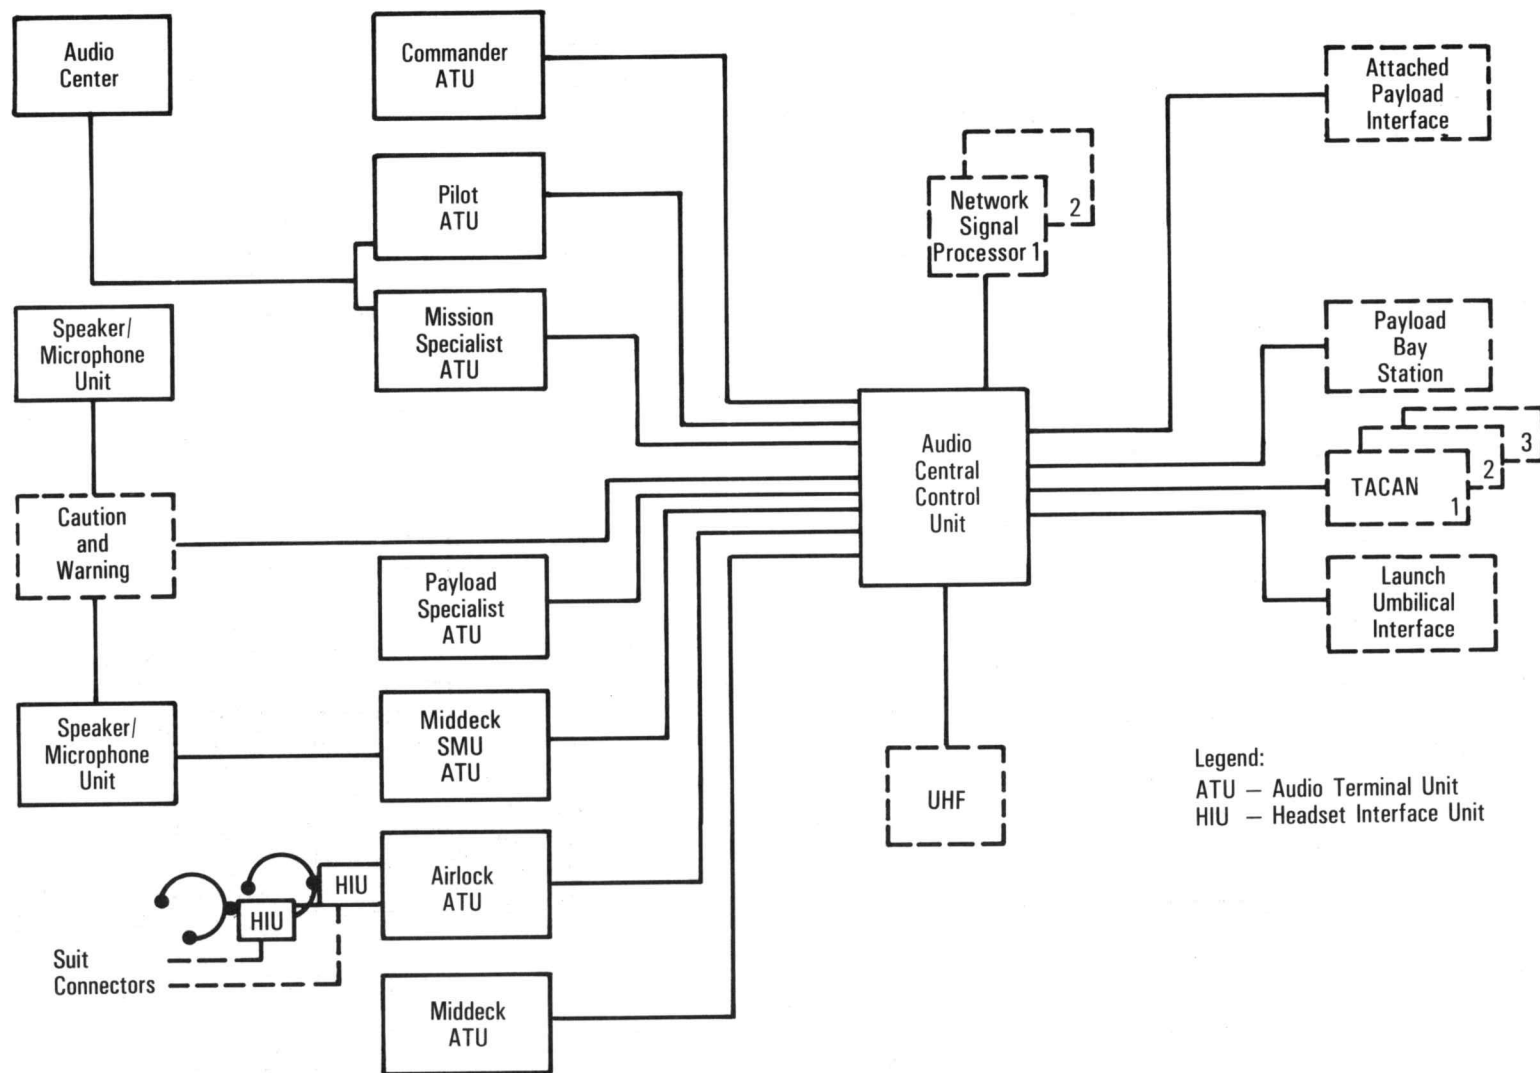 Audio
Center
Commander
ATU
Attached
Payload
Interface
Pilot
ATU
Network
Signal
Processor 1
2
Speaker/
Microphone
Unit
Mission
Specialist
ATU
Payload
Bay
Station
Audio
Central
Control
Unit
TACAN
1
2
3
Caution
and
Warning
Payload
Specialist
ATU
Launch
Umbilical
Interface
Speaker/
Microphone
Unit
Middeck
SMU
ATU
UHF
Legend:
ATU – Audio Terminal Unit
HIU – Headset Interface Unit
HIU
HIU
Airlock
ATU
Suit
Connectors
Middeck
ATU